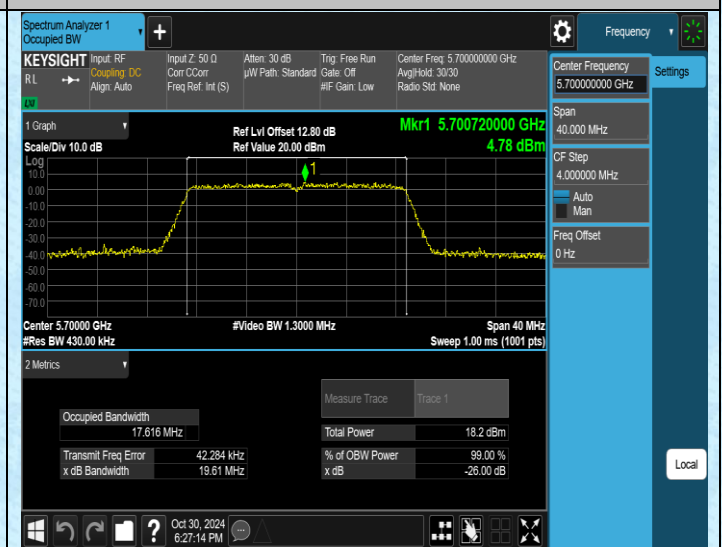 Spectrum Analyzer 1
Occupied BW
+
Frequency
KEYSIGHT
RL
LXI
Input: RF
Coupling: DC
Align: Auto
Input Z: 50 Ω
Corr CCorr
Freq Ref: Int (S)
Atten: 30 dB
µW Path: Standard
Trig: Free Run
Gate: Off
#IF Gain: Low
Center Freq: 5.700000000 GHz
Avg|Hold: 30/30
Radio Std: None
Center Frequency
5.700000000 GHz
Settings
Span
40.000 MHz
CF Step
4.000000 MHz
Auto
Man
Freq Offset
0 Hz
1 Graph
Scale/Div 10.0 dB
Ref Lvl Offset 12.80 dB
Ref Value 20.00 dBm
Mkr1 5.700720000 GHz
4.78 dBm
Log
10.0
0.00
-10.0
-20.0
-30.0
-40.0
-50.0
-60.0
-70.0
1
Center 5.70000 GHz
#Res BW 430.00 kHz
#Video BW 1.3000 MHz
Span 40 MHz
Sweep 1.00 ms (1001 pts)
2 Metrics
Measure Trace Trace 1
Occupied Bandwidth
17.616 MHz
Total Power 18.2 dBm
Transmit Freq Error 42.284 kHz
% of OBW Power 99.00 %
x dB Bandwidth 19.61 MHz
x dB -26.00 dB
Local
?
Oct 30, 2024
6:27:14 PM